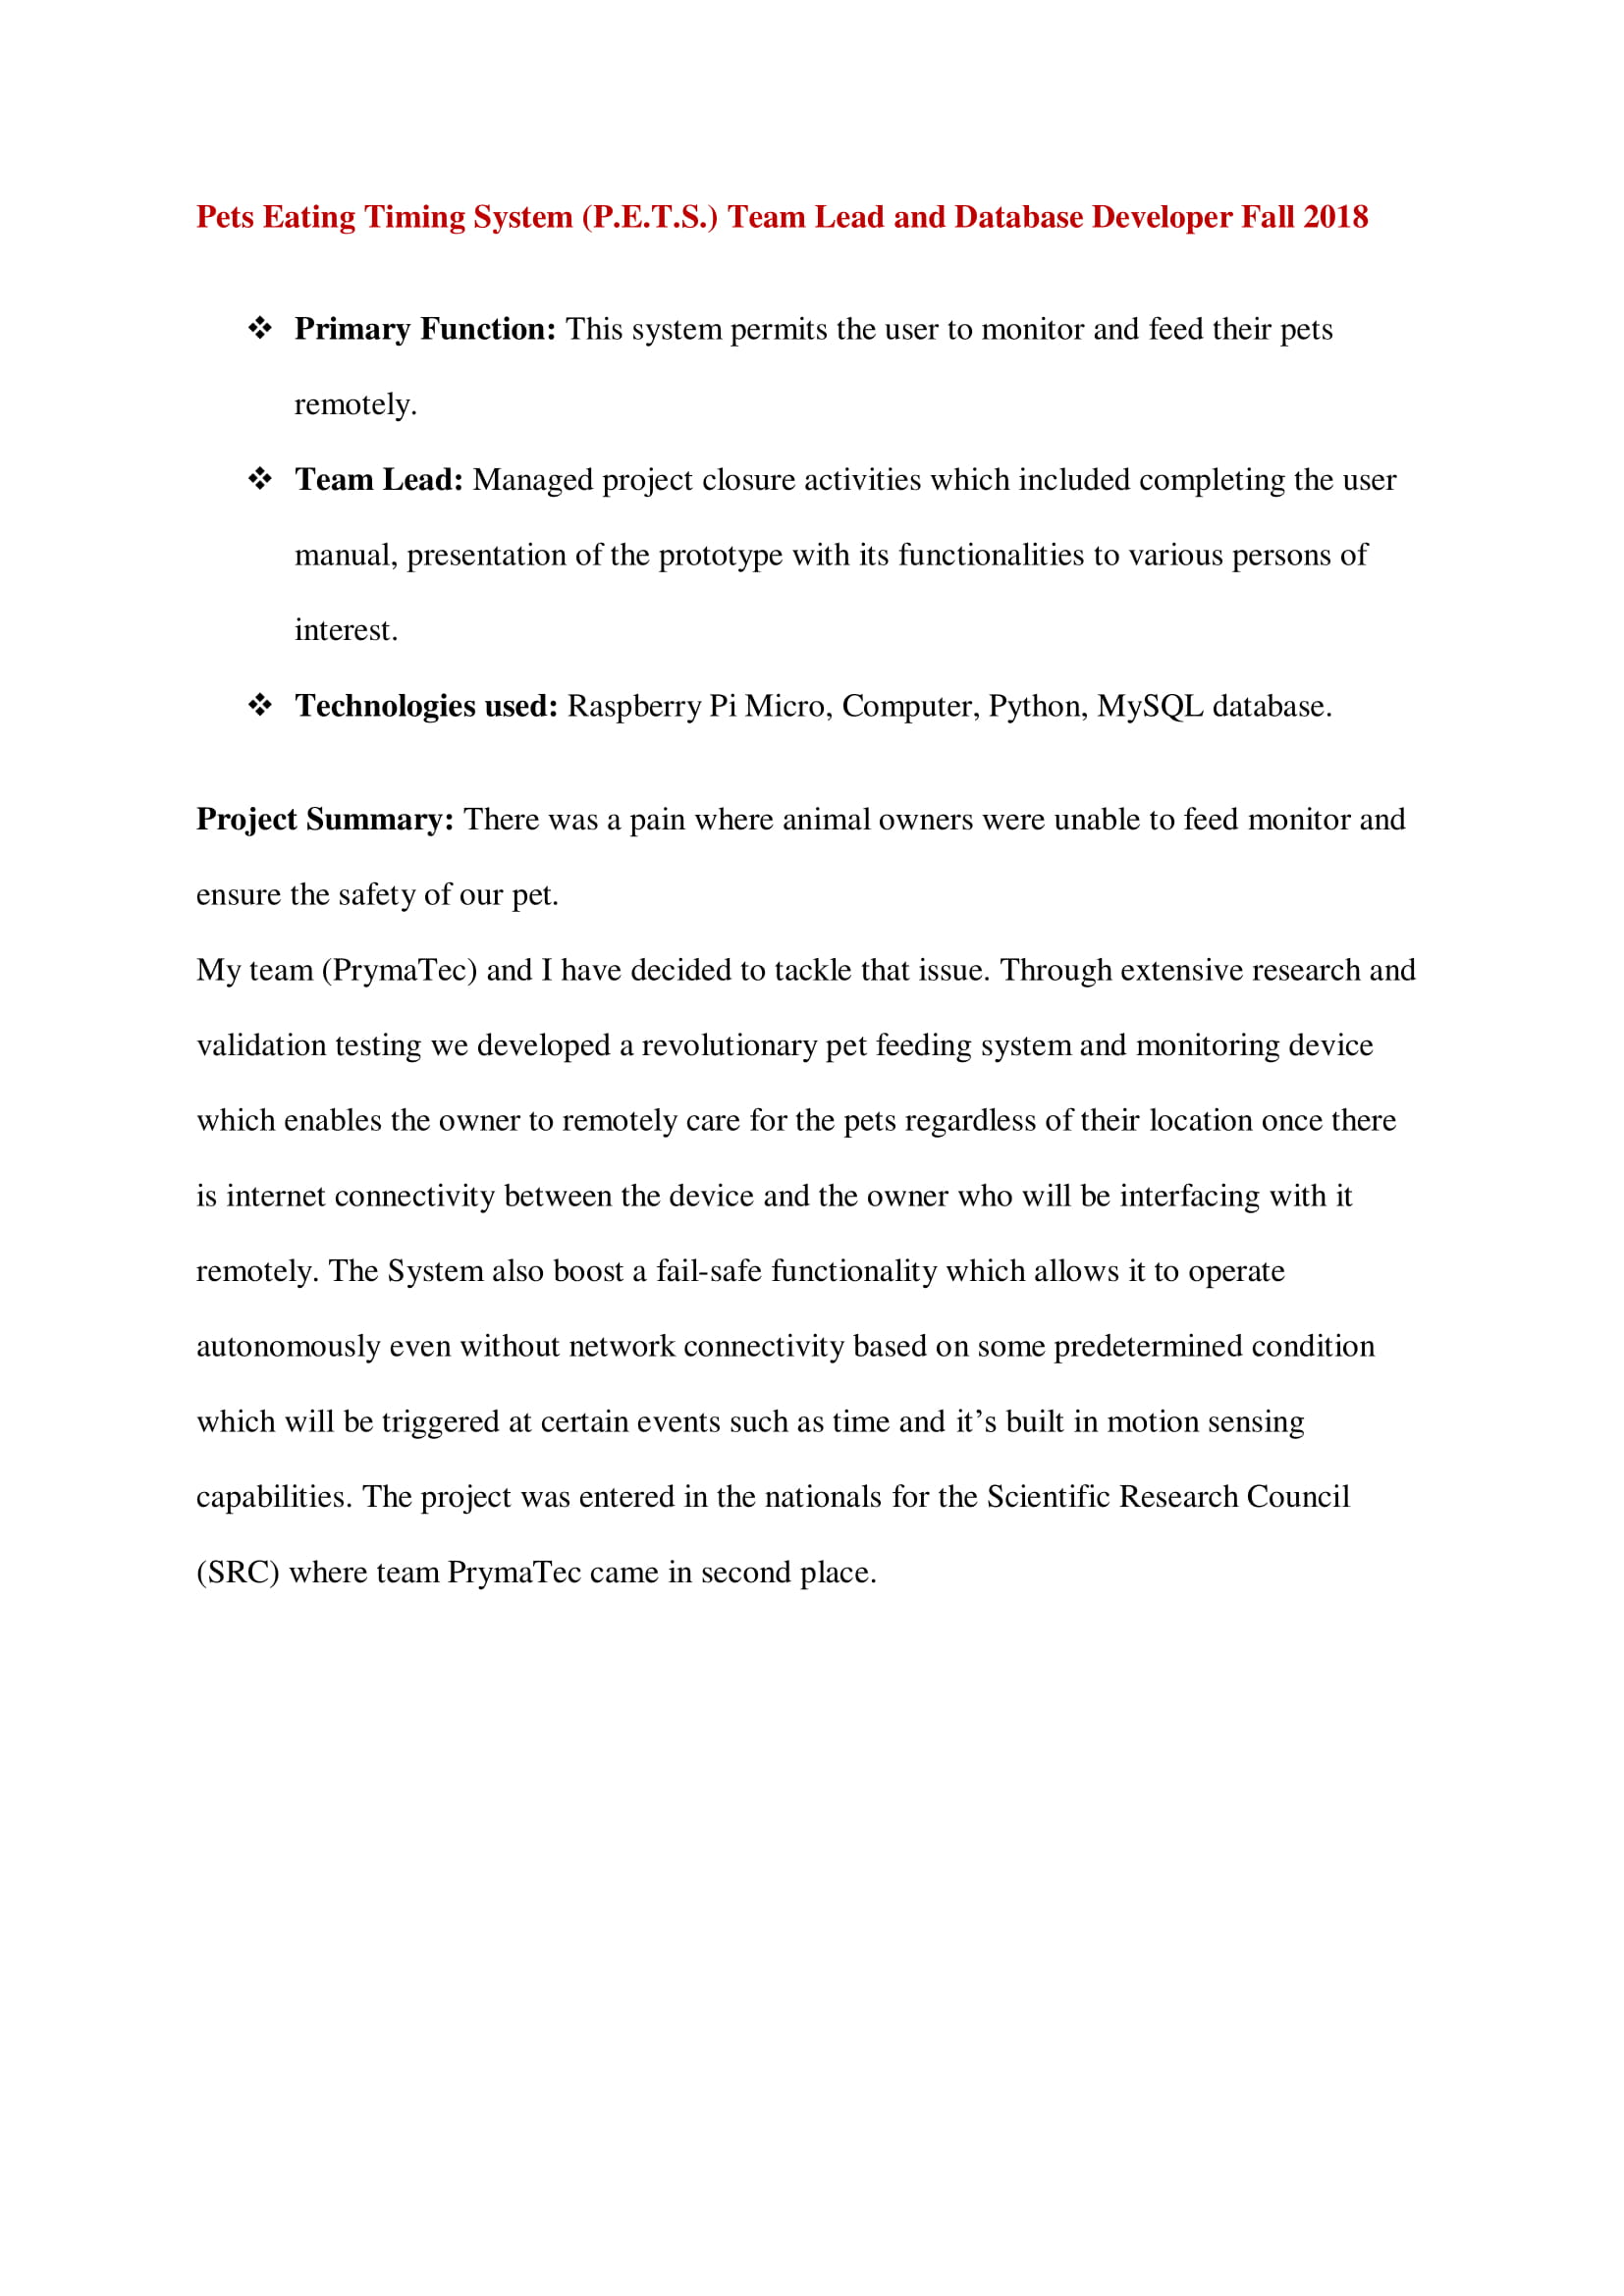 Pets Eating Timing System (P.E.T.S.) Team Lead and Database Developer Fall 2018
❖ Primary Function: This system permits the user to monitor and feed their pets
remotely.
❖ Team Lead: Managed project closure activities which included completing the user
manual, presentation of the prototype with its functionalities to various persons of
interest.
❖ Technologies used: Raspberry Pi Micro, Computer, Python, MySQL database.
Project Summary: There was a pain where animal owners were unable to feed monitor and
ensure the safety of our pet.
My team (PrymaTec) and I have decided to tackle that issue. Through extensive research and
validation testing we developed a revolutionary pet feeding system and monitoring device
which enables the owner to remotely care for the pets regardless of their location once there
is internet connectivity between the device and the owner who will be interfacing with it
remotely. The System also boost a fail-safe functionality which allows it to operate
autonomously even without network connectivity based on some predetermined condition
which will be triggered at certain events such as time and it’s built in motion sensing
capabilities. The project was entered in the nationals for the Scientific Research Council
(SRC) where team PrymaTec came in second place.